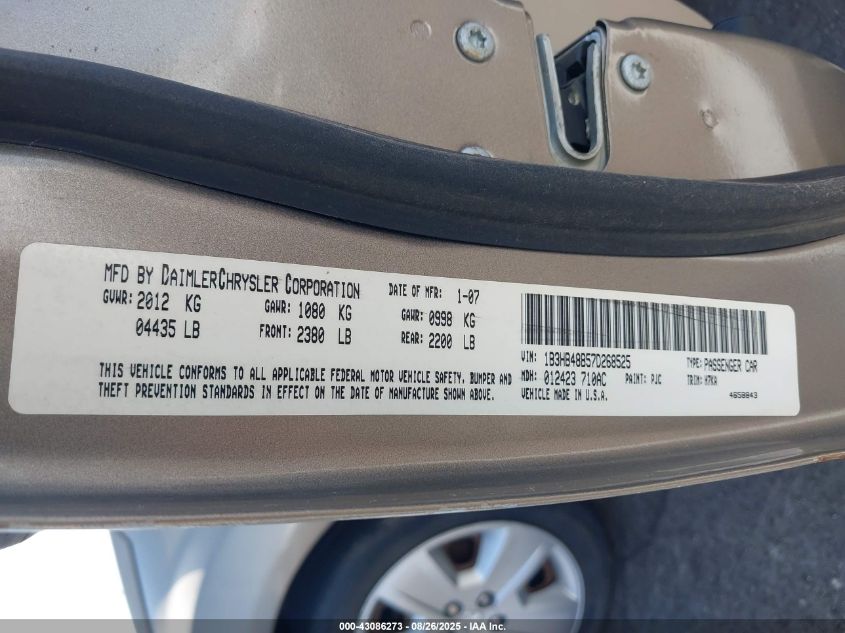 MFD BY DAIMLERCHRYSLER CORPORATION
DATE OF MFR: 1-07
GVWR: 2012 KG
GAWR: 1080 KG
GAWR: 0998 KG
04435 LB
FRONT: 2380 LB
REAR: 2200 LB
THIS VEHICLE CONFORMS TO ALL APPLICABLE FEDERAL MOTOR VEHICLE SAFETY, BUMPER AND
THEFT PREVENTION STANDARDS IN EFFECT ON THE DATE OF MANUFACTURE SHOWN ABOVE.
VIN: 1B3HB48B57D268525
TYPE: PASSENGER CAR
MDH: 012423 710AC
PAINT: PJC
TRIM: H7KA
VEHICLE MADE IN U.S.A.
4658843
000-43086273 - 08/26/2025 - IAA Inc.